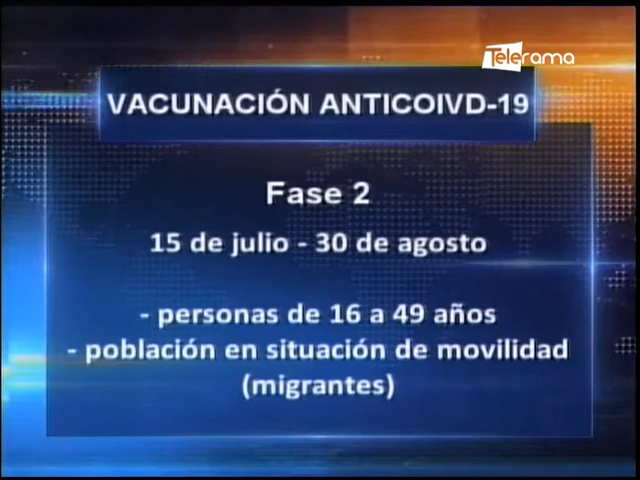 Telerama
VACUNACIÓN ANTICOIVD-19
Fase 2
15 de julio - 30 de agosto
- personas de 16 a 49 años
- población en situación de movilidad
(migrantes)